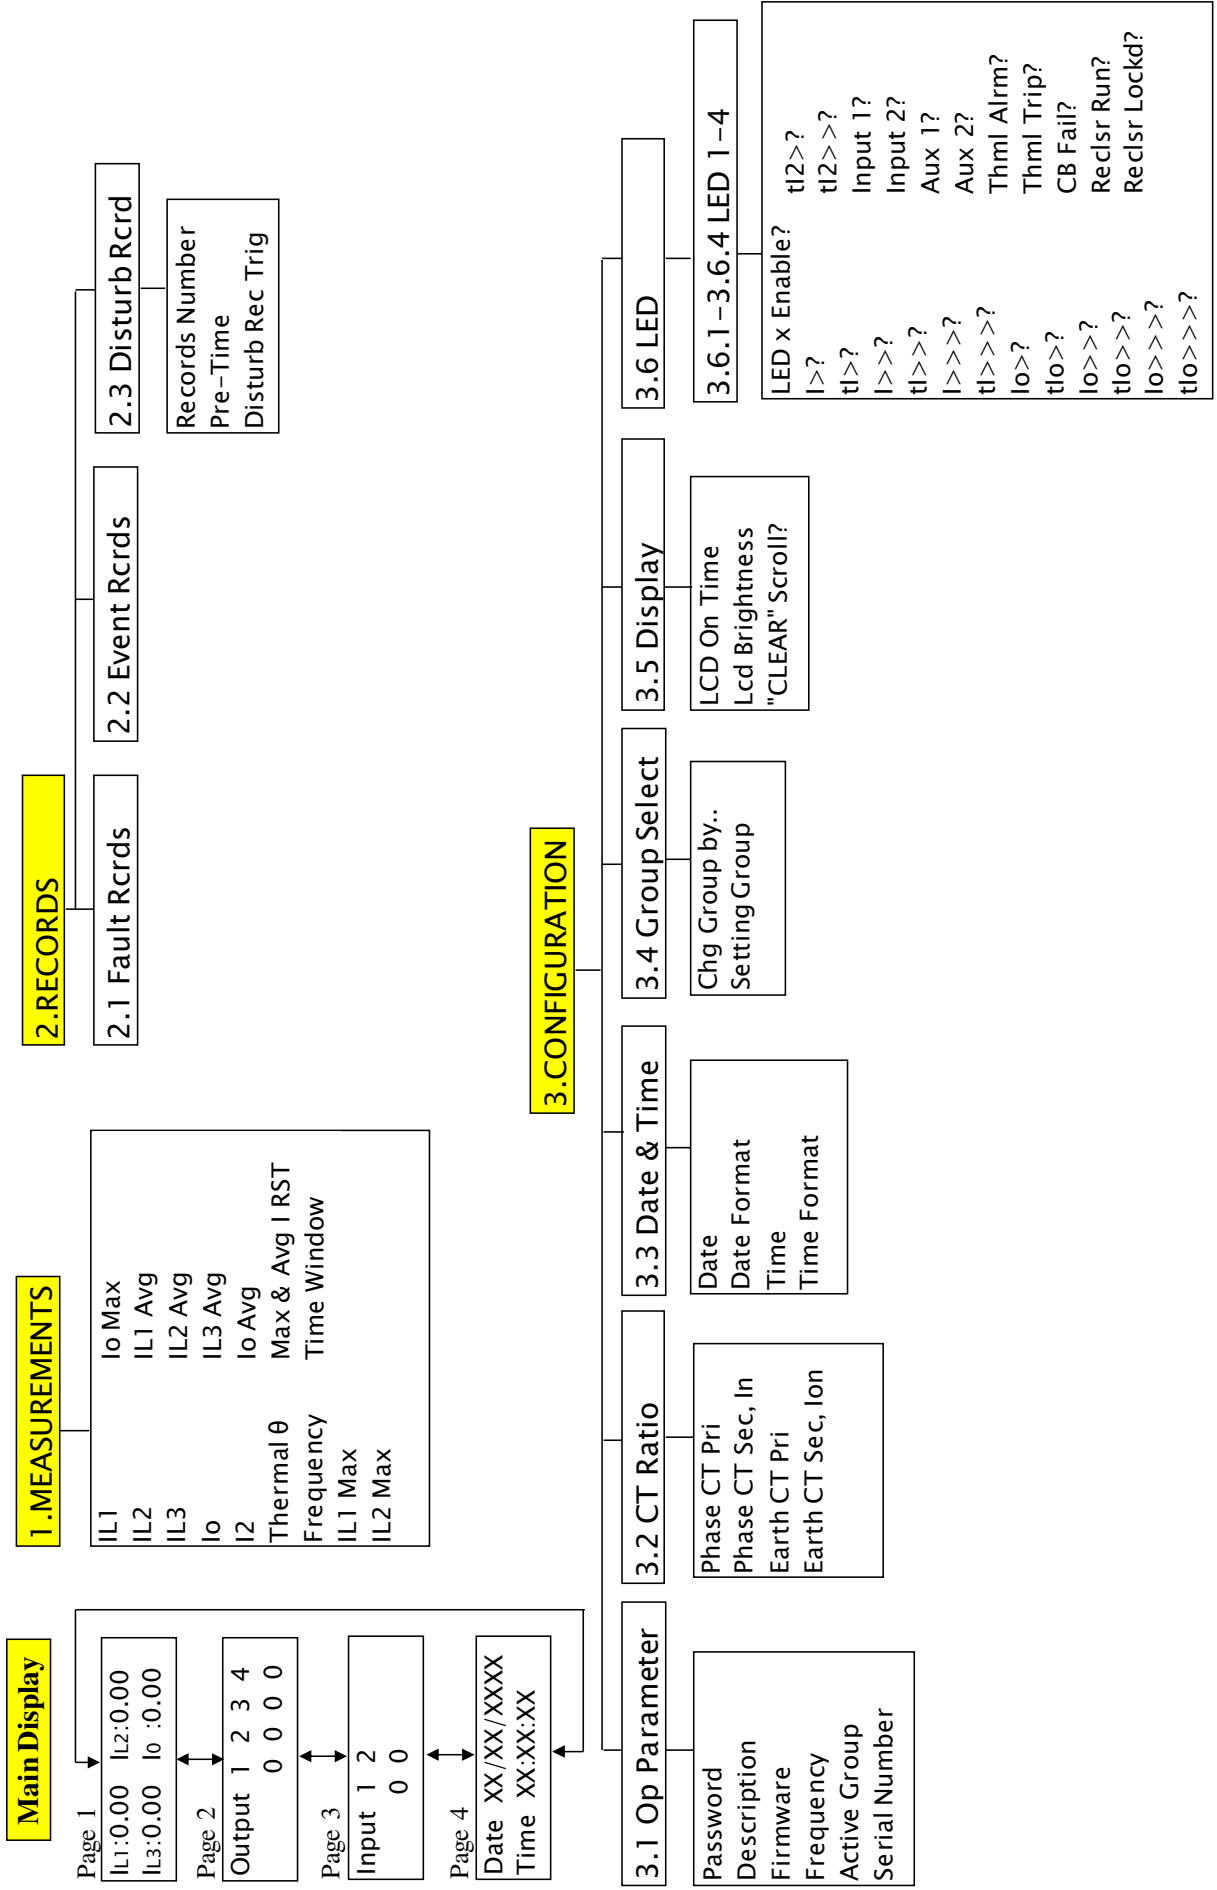 Main Display
Page 1
IL1:0.00 IL2:0.00
IL3:0.00 Io :0.00
Page 2
Output 1 2 3 4
0 0 0 0
Page 3
Input 1 2
0 0
Page 4
Date XX/XX/XXXX
Time XX:XX:XX
1.MEASUREMENTS
IL1
IL2
IL3
Io
I2
Thermal θ
Frequency
IL1 Max
IL2 Max
Io Max
IL1 Avg
IL2 Avg
IL3 Avg
Io Avg
Max & Avg I RST
Time Window
2.RECORDS
2.1 Fault Rcrds
2.2 Event Rcrds
2.3 Disturb Rcrd
Records Number
Pre-Time
Disturb Rec Trig
3.CONFIGURATION
3.1 Op Parameter
Password
Description
Firmware
Frequency
Active Group
Serial Number
3.2 CT Ratio
Phase CT Pri
Phase CT Sec, In
Earth CT Pri
Earth CT Sec, Ion
3.3 Date & Time
Date
Date Format
Time
Time Format
3.4 Group Select
Chg Group by..
Setting Group
3.5 Display
LCD On Time
Lcd Brightness
"CLEAR" Scroll?
3.6 LED
3.6.1-3.6.4 LED 1-4
LED x Enable?
I>?
tI>?
I>>?
tI>>?
I>>>?
tI>>>?
Io>?
tIo>?
Io>>?
tIo>>?
Io>>>?
tIo>>>?
tI2>?
tI2>>?
Input 1?
Input 2?
Aux 1?
Aux 2?
Thml Alrm?
Thml Trip?
CB Fail?
Reclsr Run?
Reclsr Lockd?